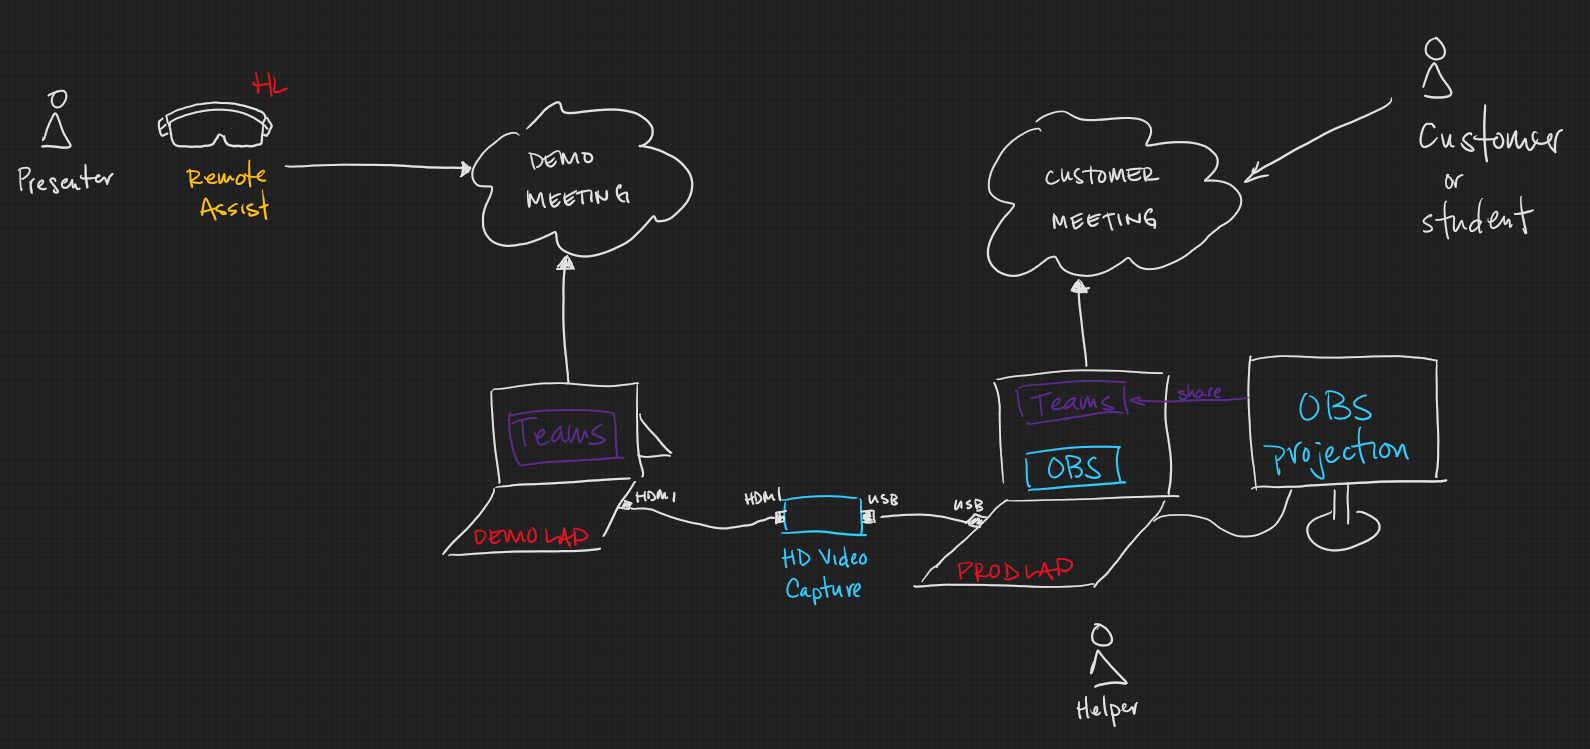 HL
Presenter
Remote
Assist
DEMO
MEETING
CUSTOMER
MEETING
Customer
or
student
Teams
HDMI
DEMO LAP
HDMI
USB
HD Video
Capture
USB
Teams
share
OBS
OBS
projection
PROD LAP
Helper